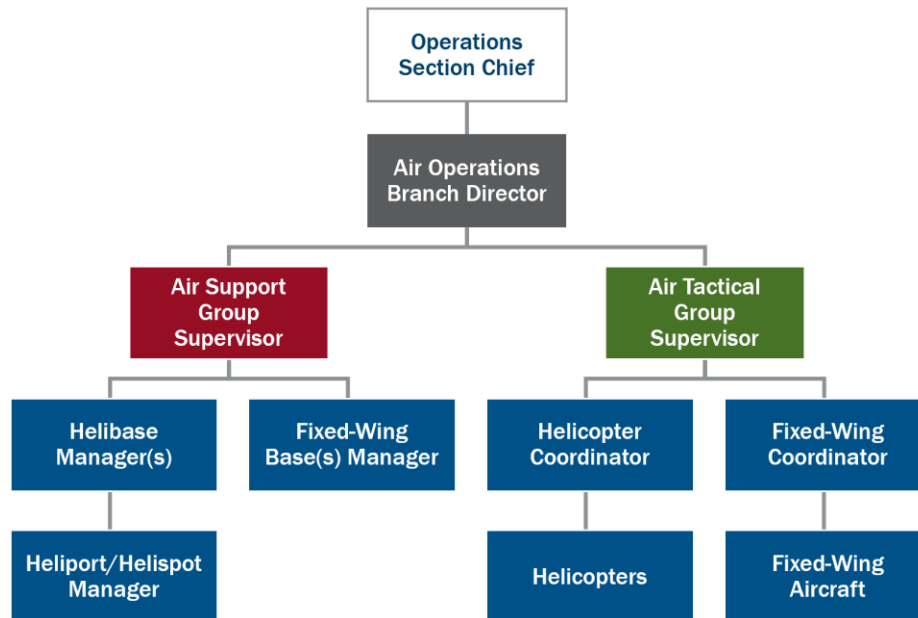 Operations
Section Chief
Air Operations
Branch Director
Air Support
Group
Supervisor
Air Tactical
Group
Supervisor
Helibase
Manager(s)
Fixed-Wing
Base(s) Manager
Helicopter
Coordinator
Fixed-Wing
Coordinator
Heliport/Helispot
Manager
Helicopters
Fixed-Wing
Aircraft